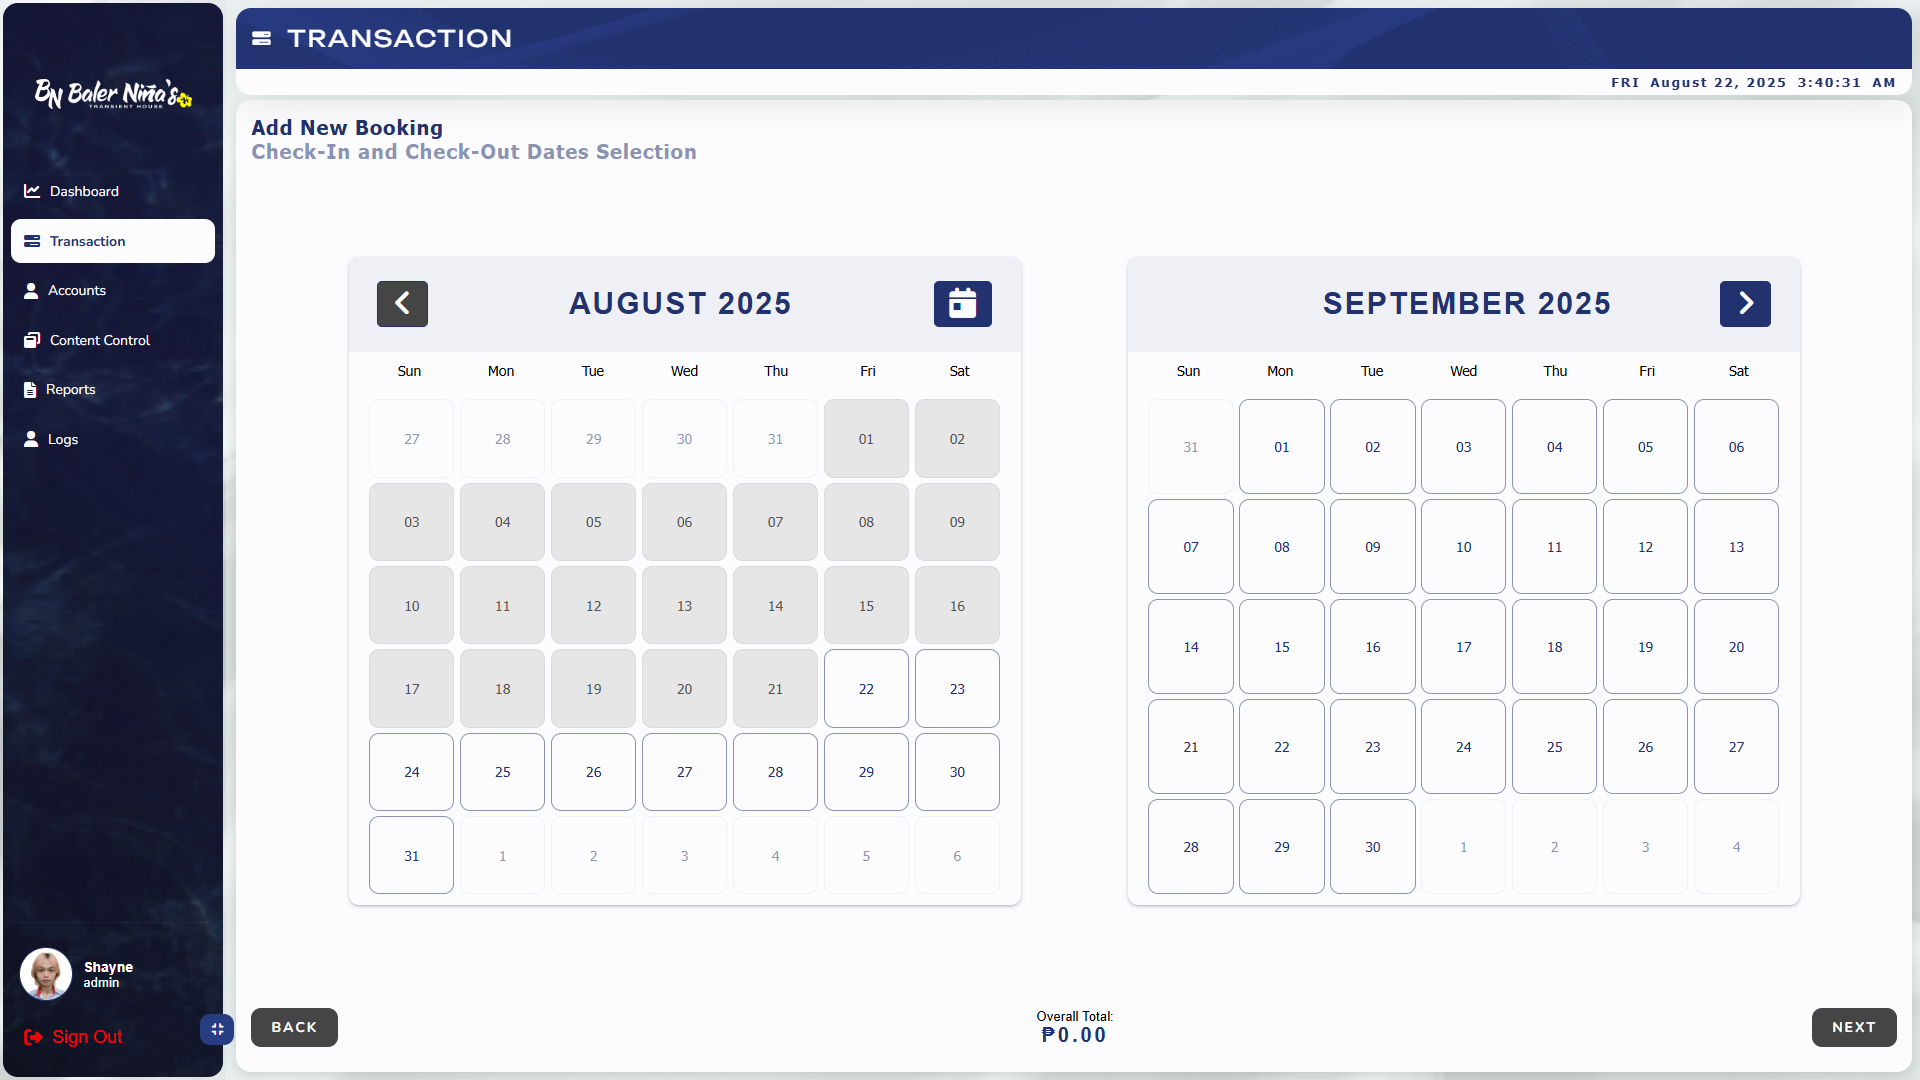 BN Baler Niña's
TRANSIENT HOUSE
Dashboard
Transaction
Accounts
Content Control
Reports
Logs
Shayne
admin
Sign Out
TRANSACTION
FRI August 22, 2025 3:40:31 AM
Add New Booking
Check-In and Check-Out Dates Selection
AUGUST 2025
Sun Mon Tue Wed Thu Fri Sat
27 28 29 30 31 01 02
03 04 05 06 07 08 09
10 11 12 13 14 15 16
17 18 19 20 21 22 23
24 25 26 27 28 29 30
31 1 2 3 4 5 6
SEPTEMBER 2025
Sun Mon Tue Wed Thu Fri Sat
31 01 02 03 04 05 06
07 08 09 10 11 12 13
14 15 16 17 18 19 20
21 22 23 24 25 26 27
28 29 30 1 2 3 4
BACK
Overall Total:
₱0.00
NEXT